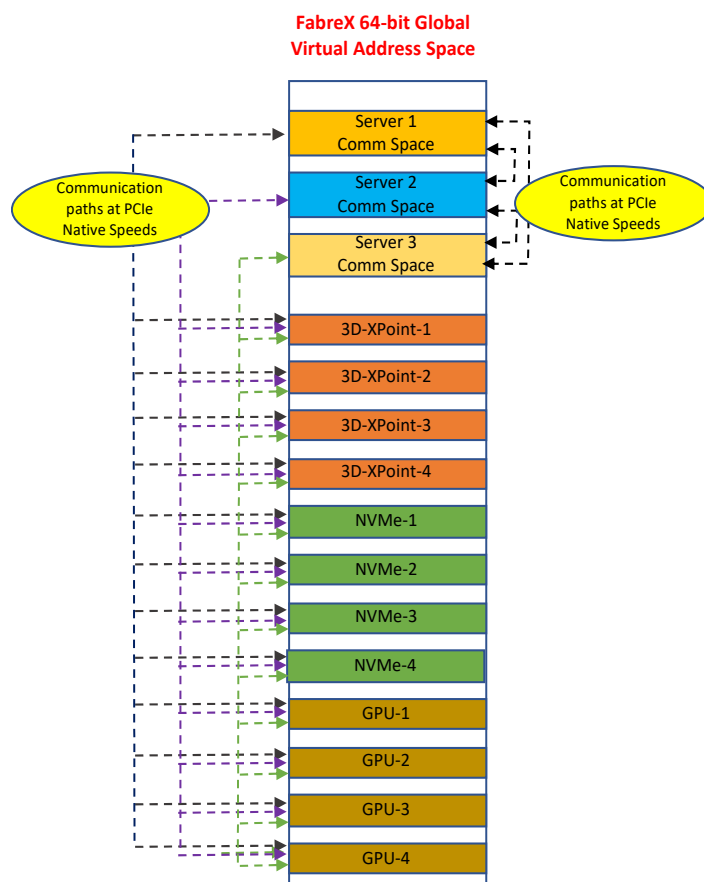 FabreX 64-bit Global
Virtual Address Space
Server 1
Comm Space
Communication
paths at PCIe
Native Speeds
Server 2
Comm Space
Communication
paths at PCIe
Native Speeds
Server 3
Comm Space
3D-XPoint-1
3D-XPoint-2
3D-XPoint-3
3D-XPoint-4
NVMe-1
NVMe-2
NVMe-3
NVMe-4
GPU-1
GPU-2
GPU-3
GPU-4